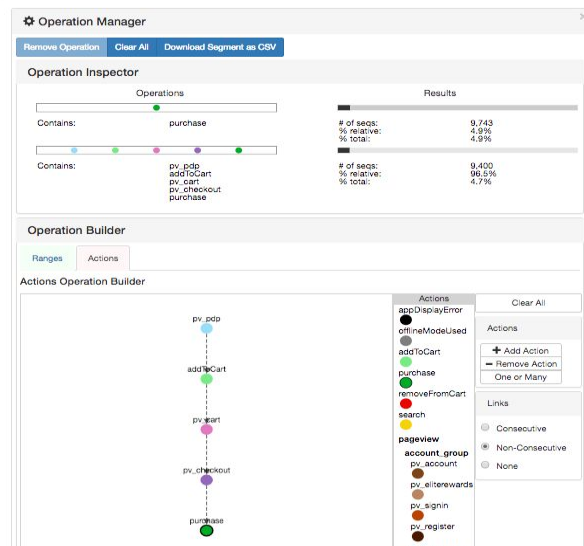 Operation Manager
Remove Operation Clear All Download Segment as CSV
Operation Inspector
Operations Results
Contains: purchase
# of seqs: 9,743
% relative: 4.9%
% total: 4.9%
Contains: pv_pdp
addToCart
pv_cart
pv_checkout
purchase
# of seqs: 9,400
% relative: 96.5%
% total: 4.7%
Operation Builder
Ranges Actions
Actions Operation Builder
pv_pdp
addToCart
pv_cart
pv_checkout
purchase
Actions
appDisplayError
offlineModeUsed
addToCart
purchase
removeFromCart
search
pageview
account_group
pv_account
pv_eliterewards
pv_signin
pv_register
Clear All
Actions
+ Add Action
− Remove Action
One or Many
Links
Consecutive
Non-Consecutive
None